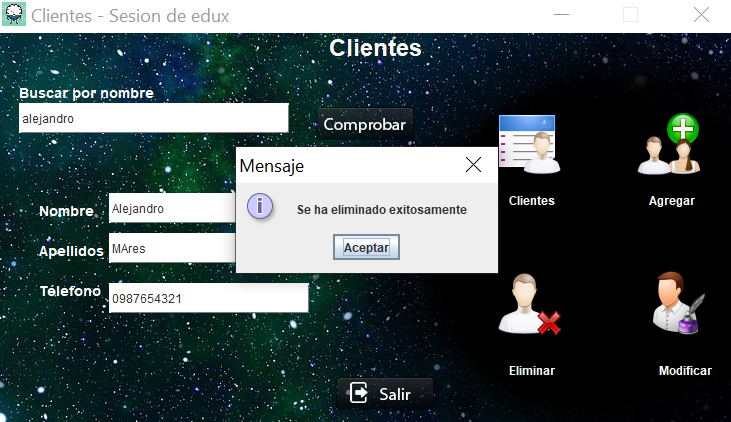 Clientes - Sesion de edux
Clientes
Buscar por nombre
alejandro
Comprobar
Mensaje
Se ha eliminado exitosamente
Aceptar
Nombre
Alejandro
Apellidos
MAres
Télefono
0987654321
Clientes
Agregar
Eliminar
Modificar
Salir